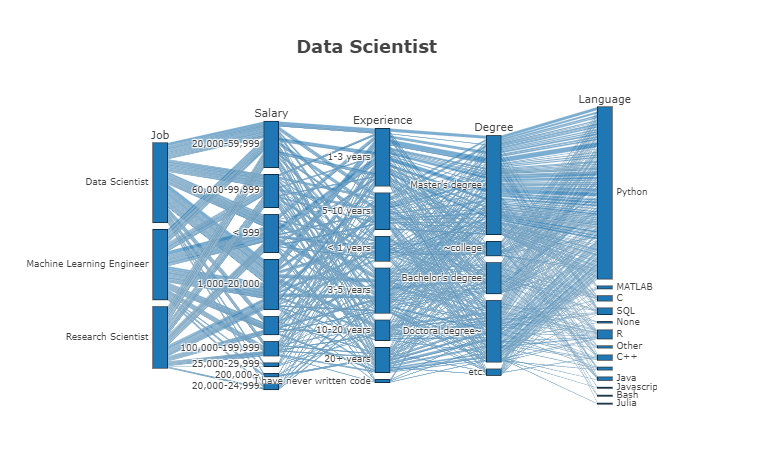 Data Scientist
Job
Data Scientist
Machine Learning Engineer
Research Scientist
Salary
20,000-59,999
60,000-99,999
< 999
1,000-20,000
100,000-199,999
25,000-29,999
200,000~
20,000-24,999
Experience
1-3 years
5-10 years
< 1 years
3-5 years
10-20 years
20+ years
I have never written code
Degree
Master's degree
~college
Bachelor's degree
Doctoral degree~
etc
Language
Python
MATLAB
C
SQL
None
R
Other
C++
Java
Javascrip
Bash
Julia